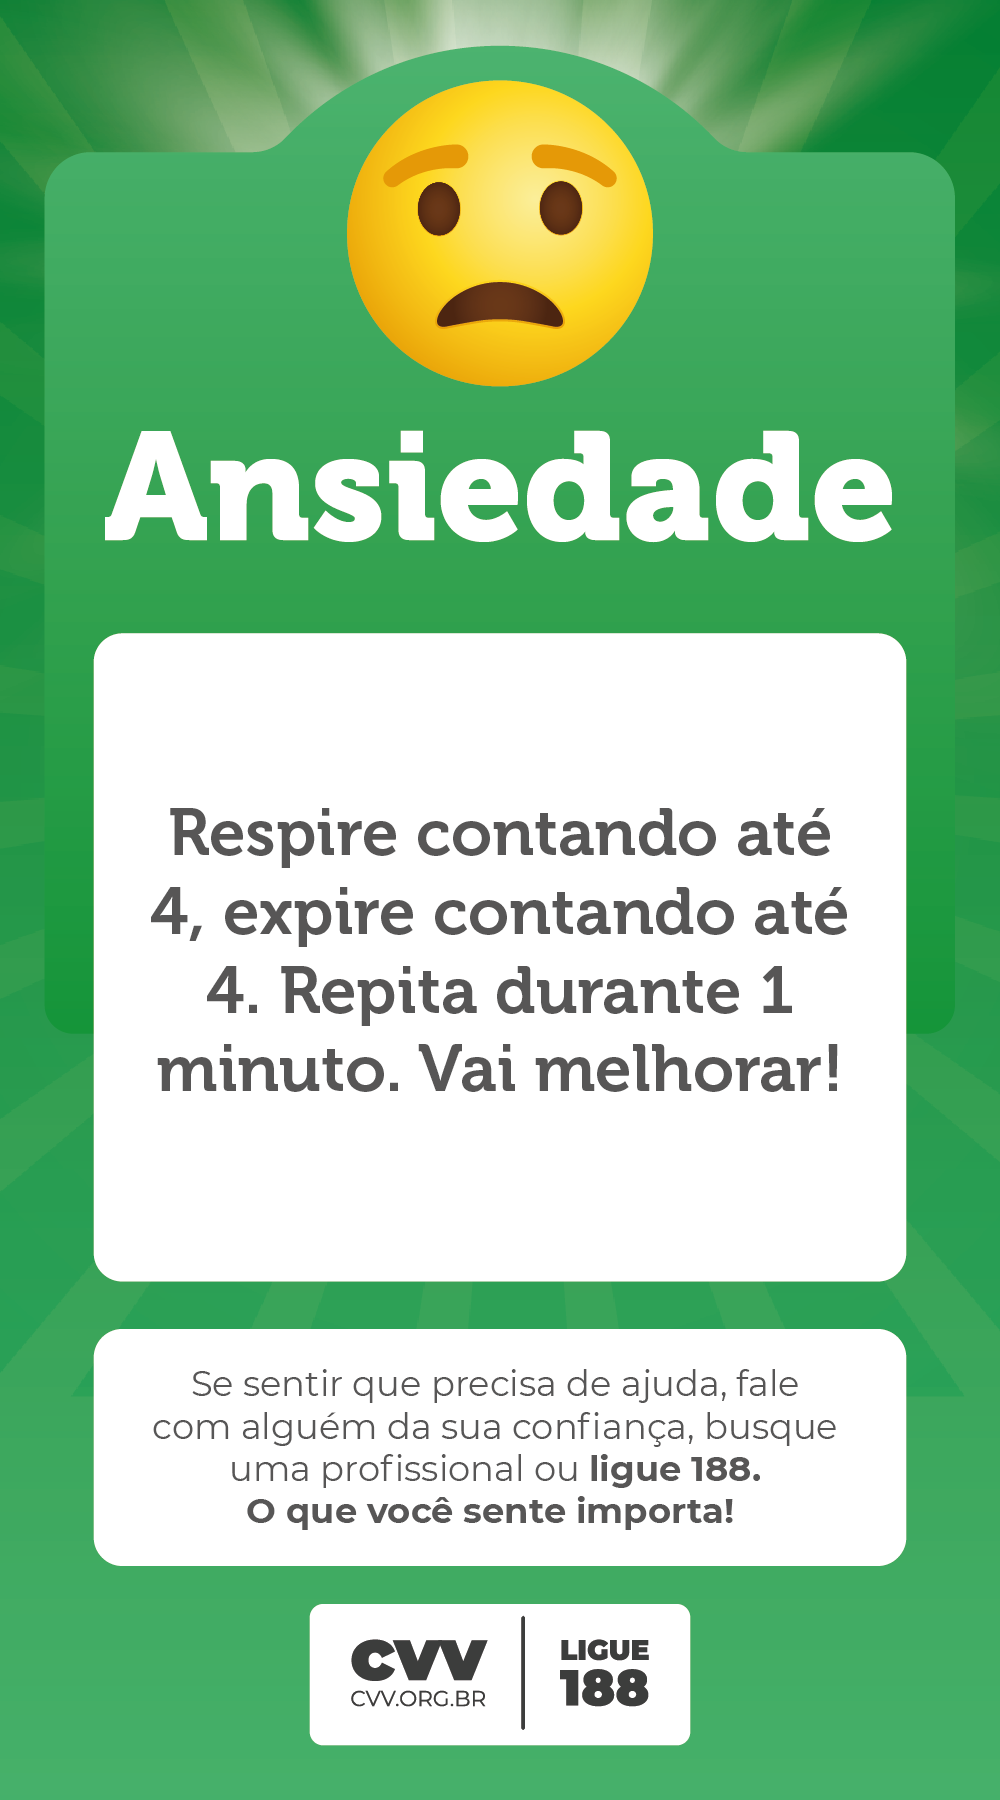 Ansiedade
Respire contando até
4, expire contando até
4. Repita durante 1
minuto. Vai melhorar!
Se sentir que precisa de ajuda, fale
com alguém da sua confiança, busque
uma profissional ou ligue 188.
O que você sente importa!
CVV
CVV.ORG.BR
LIGUE
188